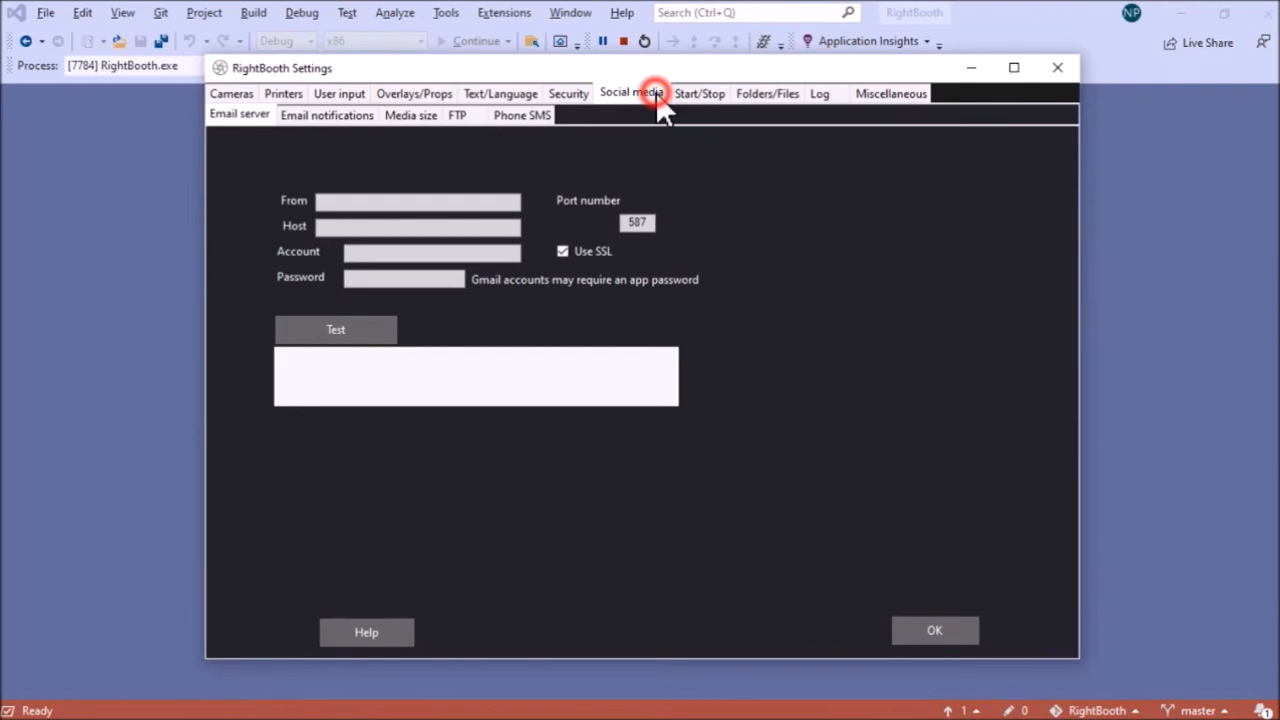 File Edit View Git Project Build Debug Test Analyze Tools Extensions Window Help Search (Ctrl+Q) RightBooth NP
Debug x86 Continue Application Insights Live Share
Process: [7784] RightBooth.exe
RightBooth Settings
Cameras Printers User input Overlays/Props Text/Language Security Social media Start/Stop Folders/Files Log Miscellaneous
Email server Email notifications Media size FTP Phone SMS
From Port number
Host 587
Account Use SSL
Password Gmail accounts may require an app password
Test
Help OK
Ready 1 0 RightBooth master 1